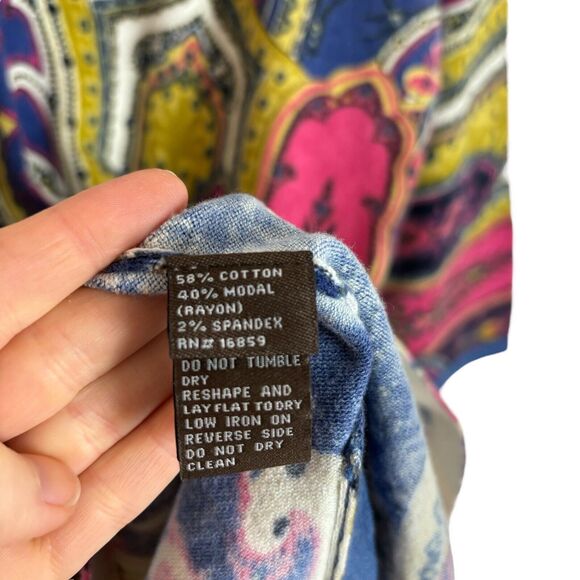 58% COTTON
40% MODAL
(RAYON)
2% SPANDEX
RN# 16859
DO NOT TUMBLE
DRY
RESHAPE AND
LAY FLAT TO DRY
LOW IRON ON
REVERSE SIDE
DO NOT DRY
CLEAN